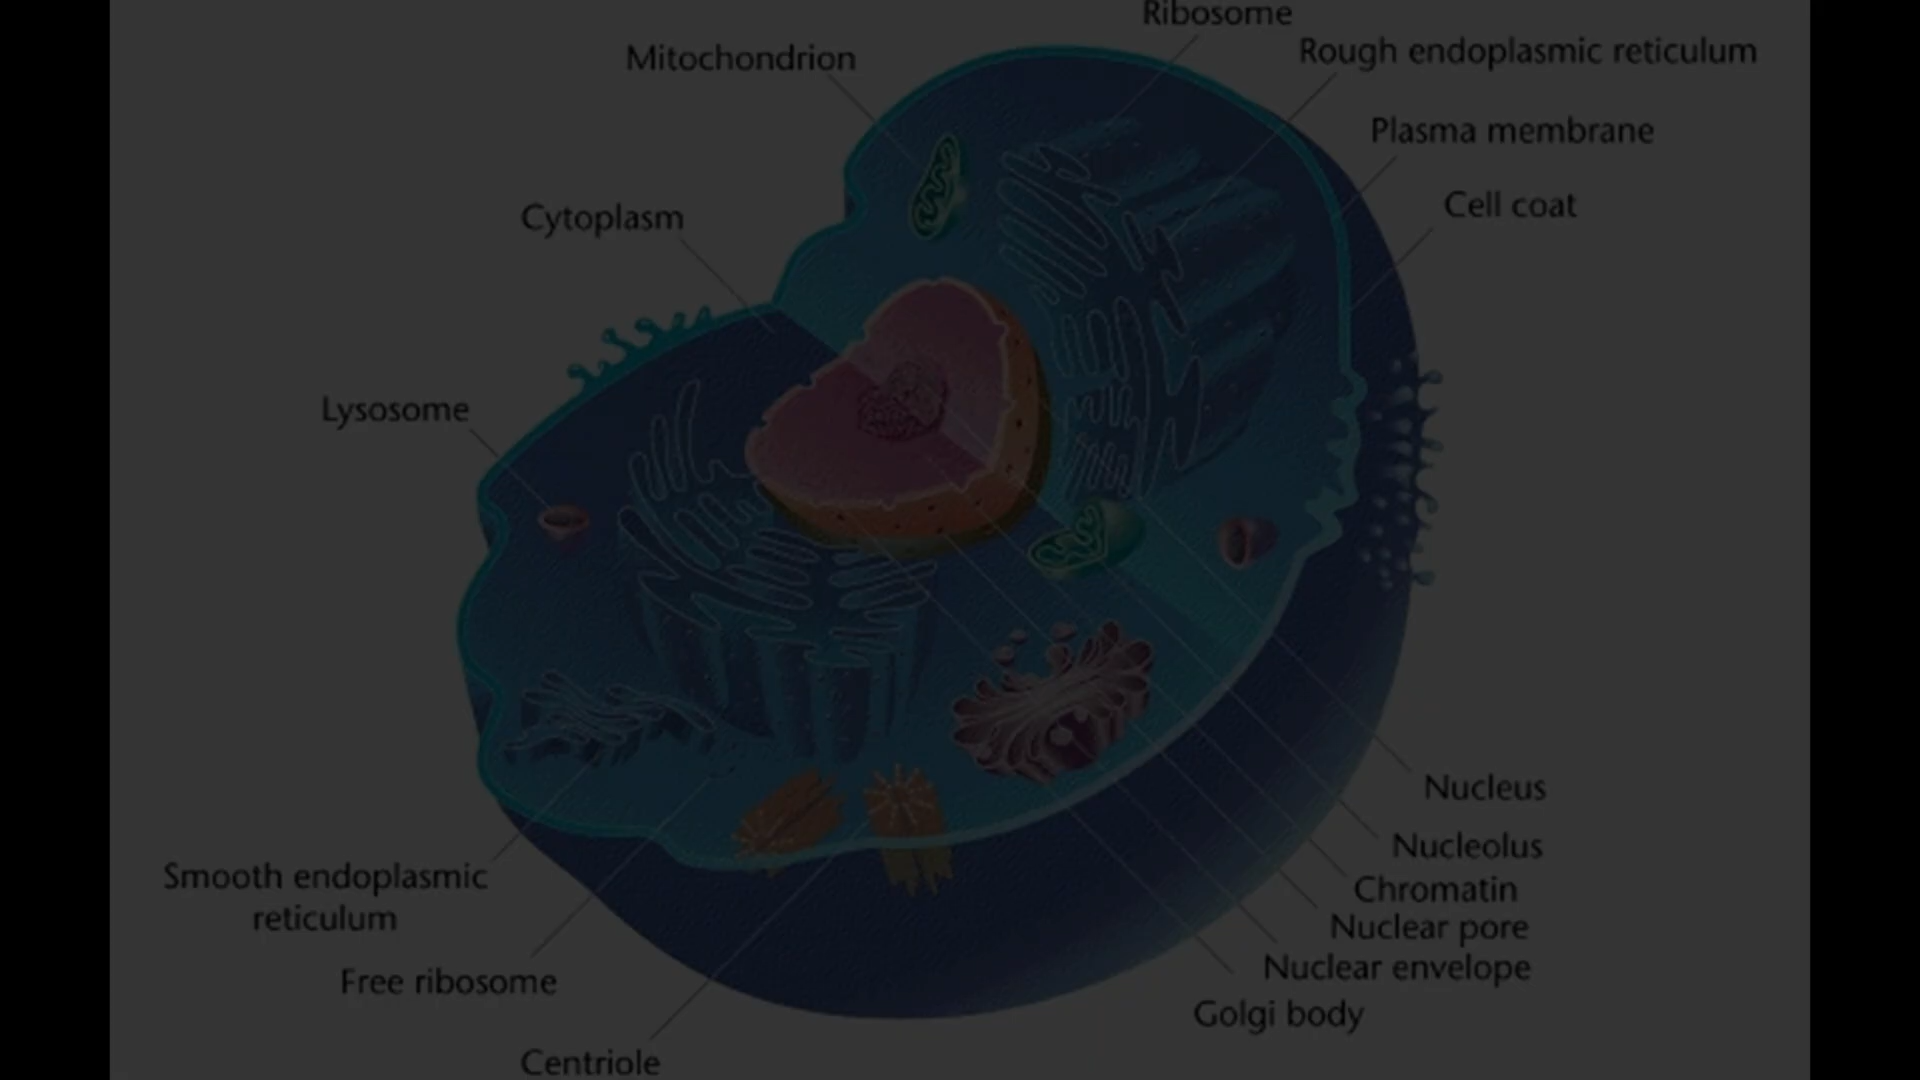 Ribosome
Mitochondrion
Rough endoplasmic reticulum
Plasma membrane
Cell coat
Cytoplasm
Lysosome
Nucleus
Nucleolus
Smooth endoplasmic
reticulum
Chromatin
Nuclear pore
Nuclear envelope
Free ribosome
Golgi body
Centriole